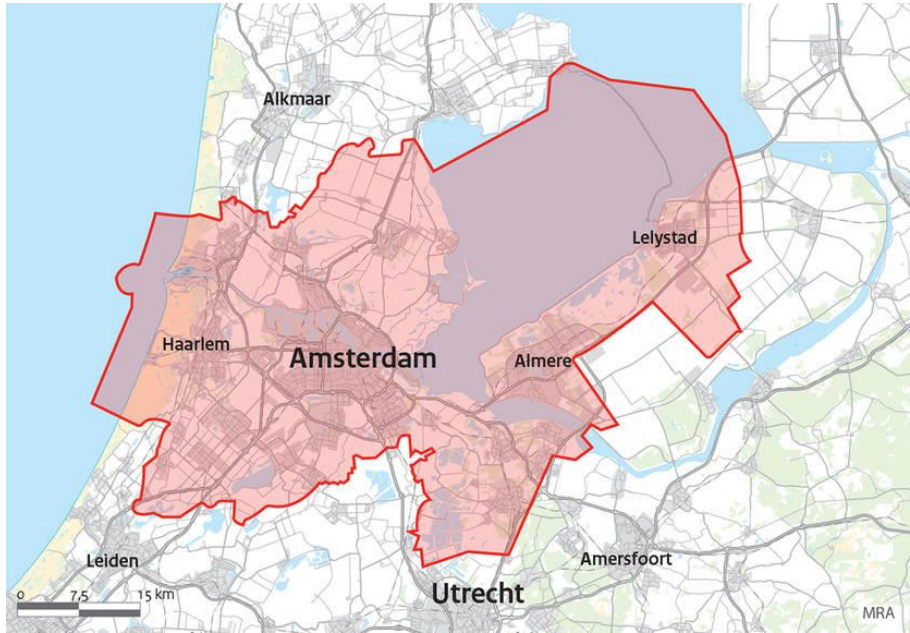 Alkmaar
Lelystad
Haarlem
Amsterdam
Almere
Leiden
Amersfoort
Utrecht
0 7,5 15 km
MRA